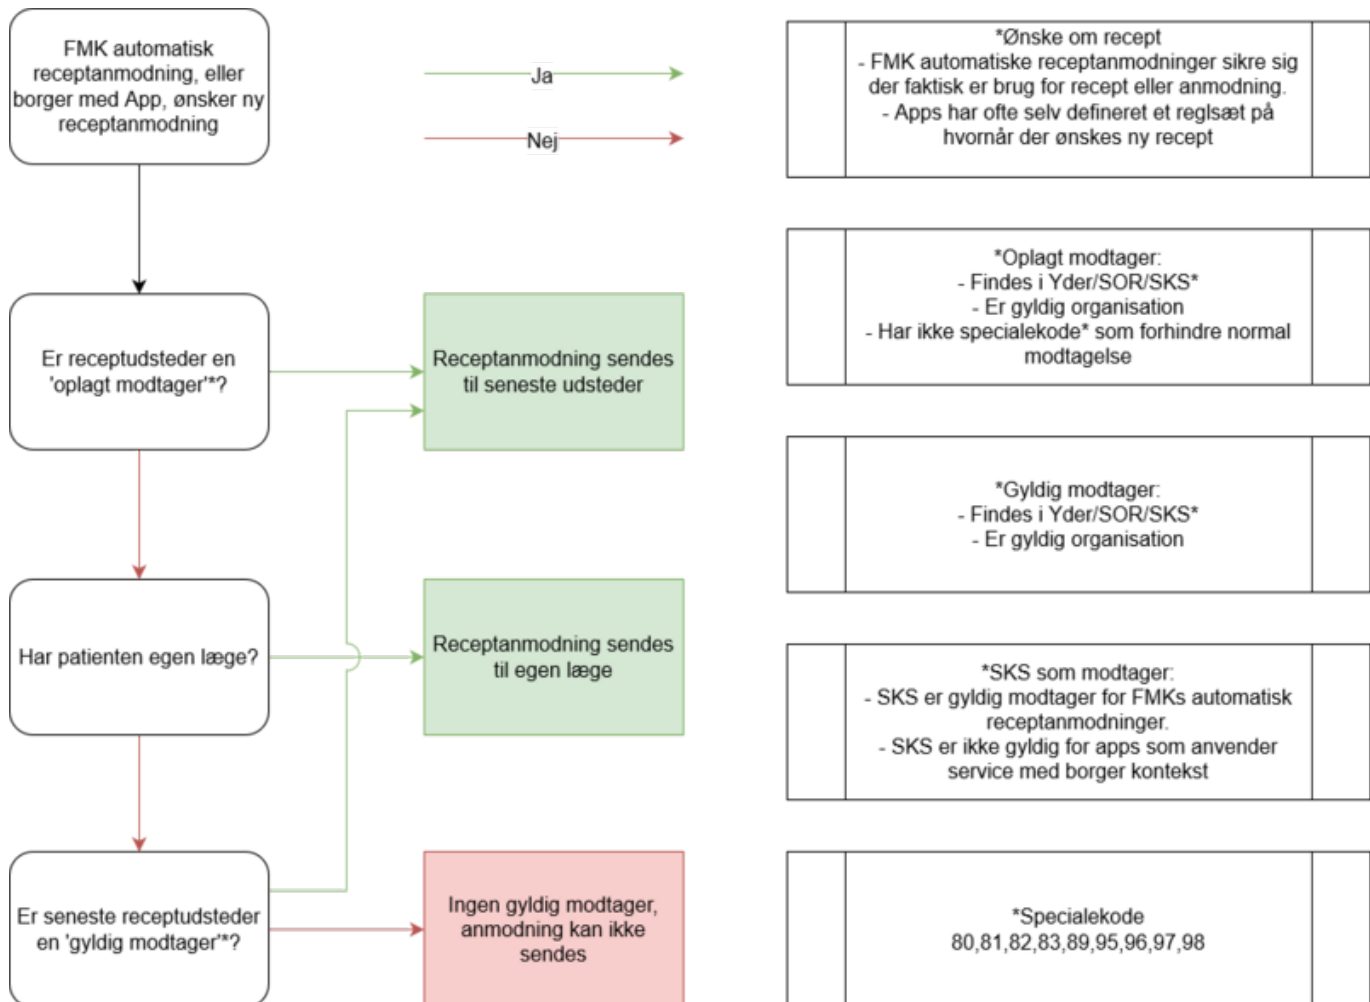 FMK automatisk
receptanmodning, eller
borger med App, ønsker ny
receptanmodning
Ja
Nej
*Ønske om recept
- FMK automatiske receptanmodninger sikre sig
der faktisk er brug for recept eller anmodning.
- Apps har ofte selv defineret et reglsæt på
hvornår der ønskes ny recept
Er receptudsteder en
'oplagt modtager'*?
Receptanmodning sendes
til seneste udsteder
*Oplagt modtager:
- Findes i Yder/SOR/SKS*
- Er gyldig organisation
- Har ikke specialekode* som forhindre normal
modtagelse
*Gyldig modtager:
- Findes i Yder/SOR/SKS*
- Er gyldig organisation
Har patienten egen læge?
Receptanmodning sendes
til egen læge
*SKS som modtager:
- SKS er gyldig modtager for FMKs automatisk
receptanmodninger.
- SKS er ikke gyldig for apps som anvender
service med borger kontekst
Er seneste receptudsteder
en 'gyldig modtager'*?
Ingen gyldig modtager,
anmodning kan ikke
sendes
*Specialekode
80,81,82,83,89,95,96,97,98